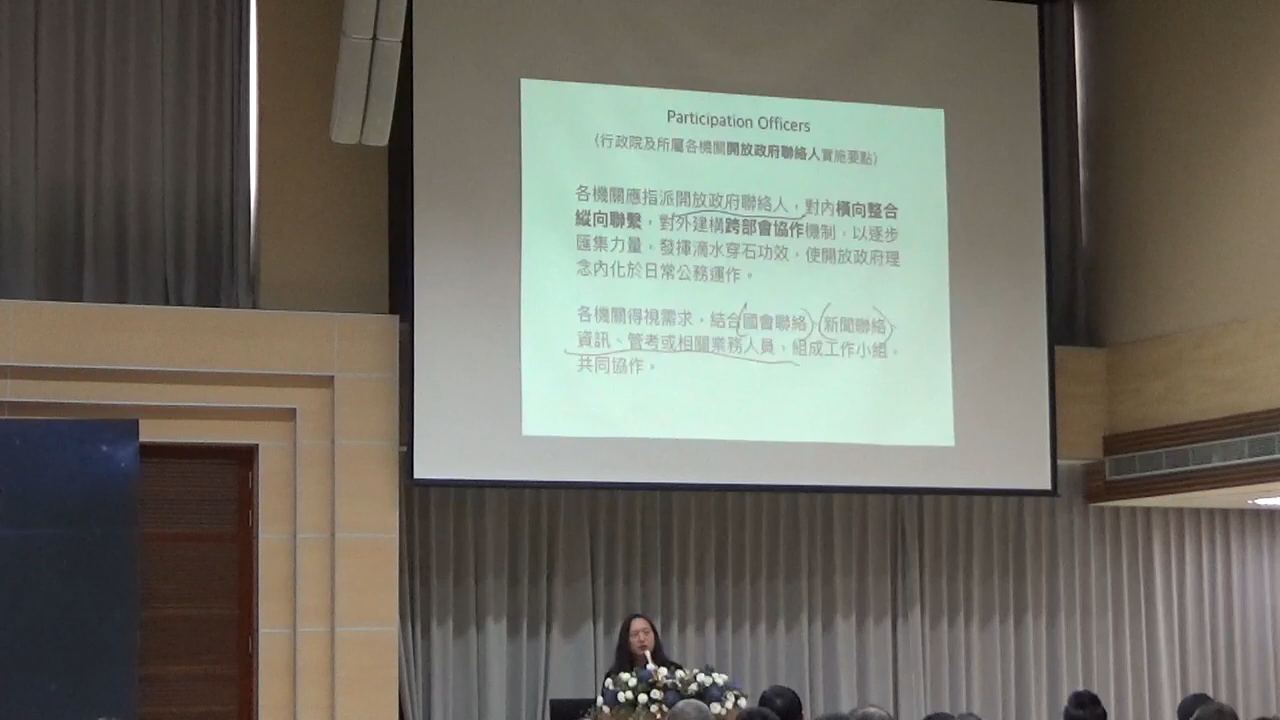 Participation Officers
（行政院及所屬各機關開放政府聯絡人實施要點）
各機關應指派開放政府聯絡人，對內橫向整合
縱向聯繫，對外建構跨部會協作機制，以逐步
匯集力量，發揮滴水穿石功效，使開放政府理
念內化於日常公務運作。
各機關得視需求，結合國會聯絡、新聞聯絡、
資訊、管考或相關業務人員，組成工作小組，
共同協作。